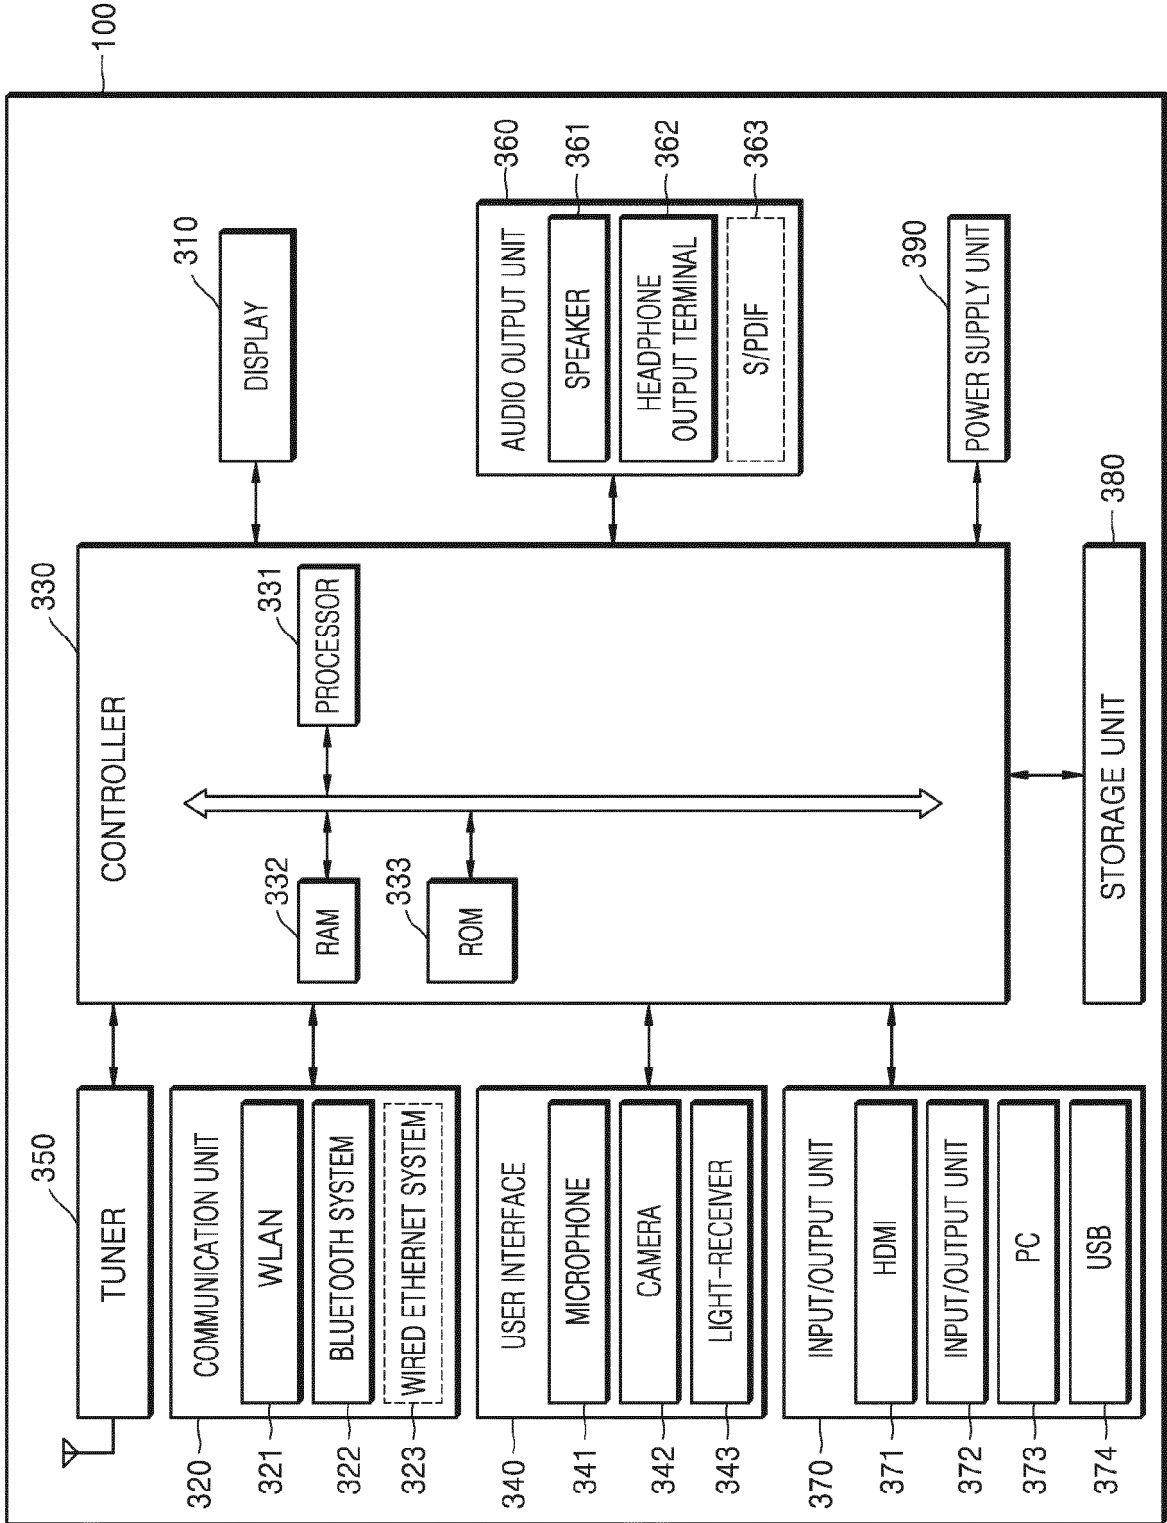 100
350
TUNER
320
COMMUNICATION UNIT
321
WLAN
322
BLUETOOTH SYSTEM
323
WIRED ETHERNET SYSTEM
340
USER INTERFACE
341
MICROPHONE
342
CAMERA
343
LIGHT-RECEIVER
370
INPUT/OUTPUT UNIT
371
HDMI
372
INPUT/OUTPUT UNIT
373
PC
374
USB
330
CONTROLLER
332
RAM
333
ROM
331
PROCESSOR
310
DISPLAY
360
AUDIO OUTPUT UNIT
361
SPEAKER
362
HEADPHONE
OUTPUT TERMINAL
363
S/PDIF
390
POWER SUPPLY UNIT
380
STORAGE UNIT